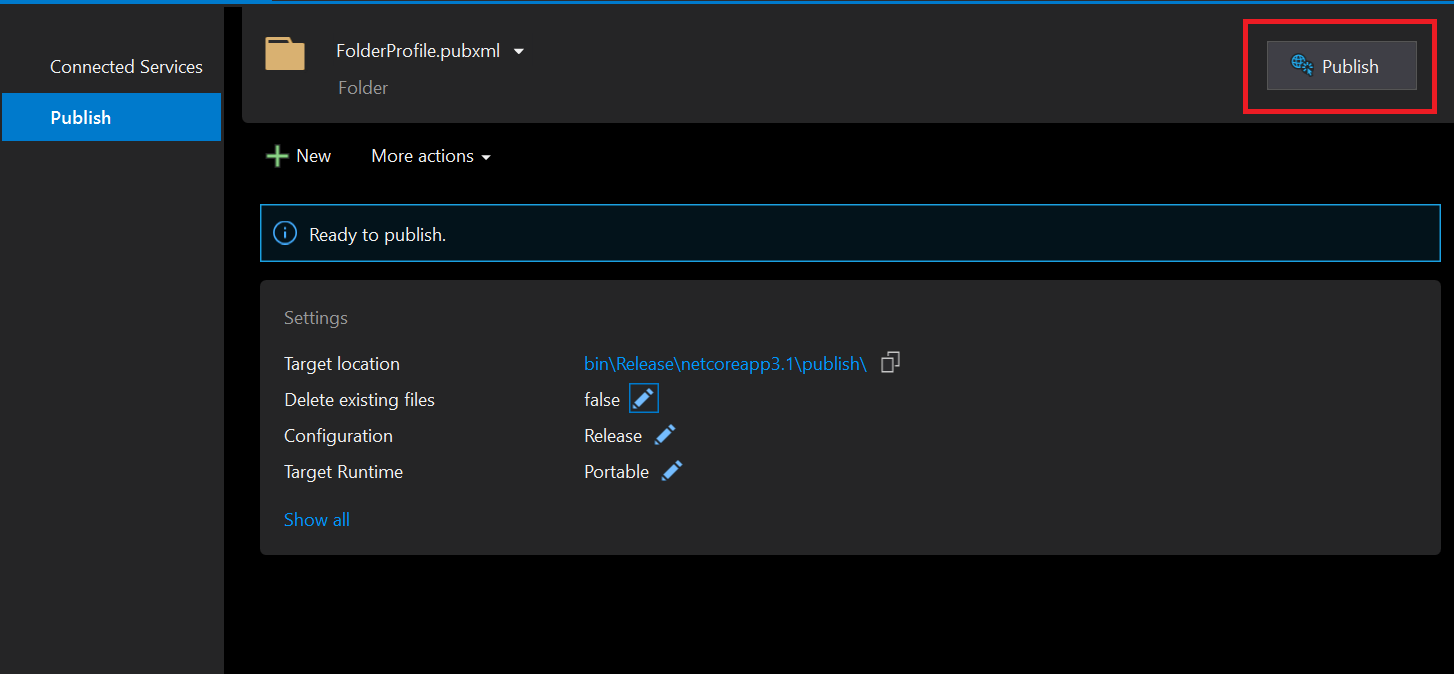 Connected Services
Publish
FolderProfile.pubxml
Folder
Publish
New
More actions
Ready to publish.
Settings
Target location bin\Release\netcoreapp3.1\publish\
Delete existing files false
Configuration Release
Target Runtime Portable
Show all